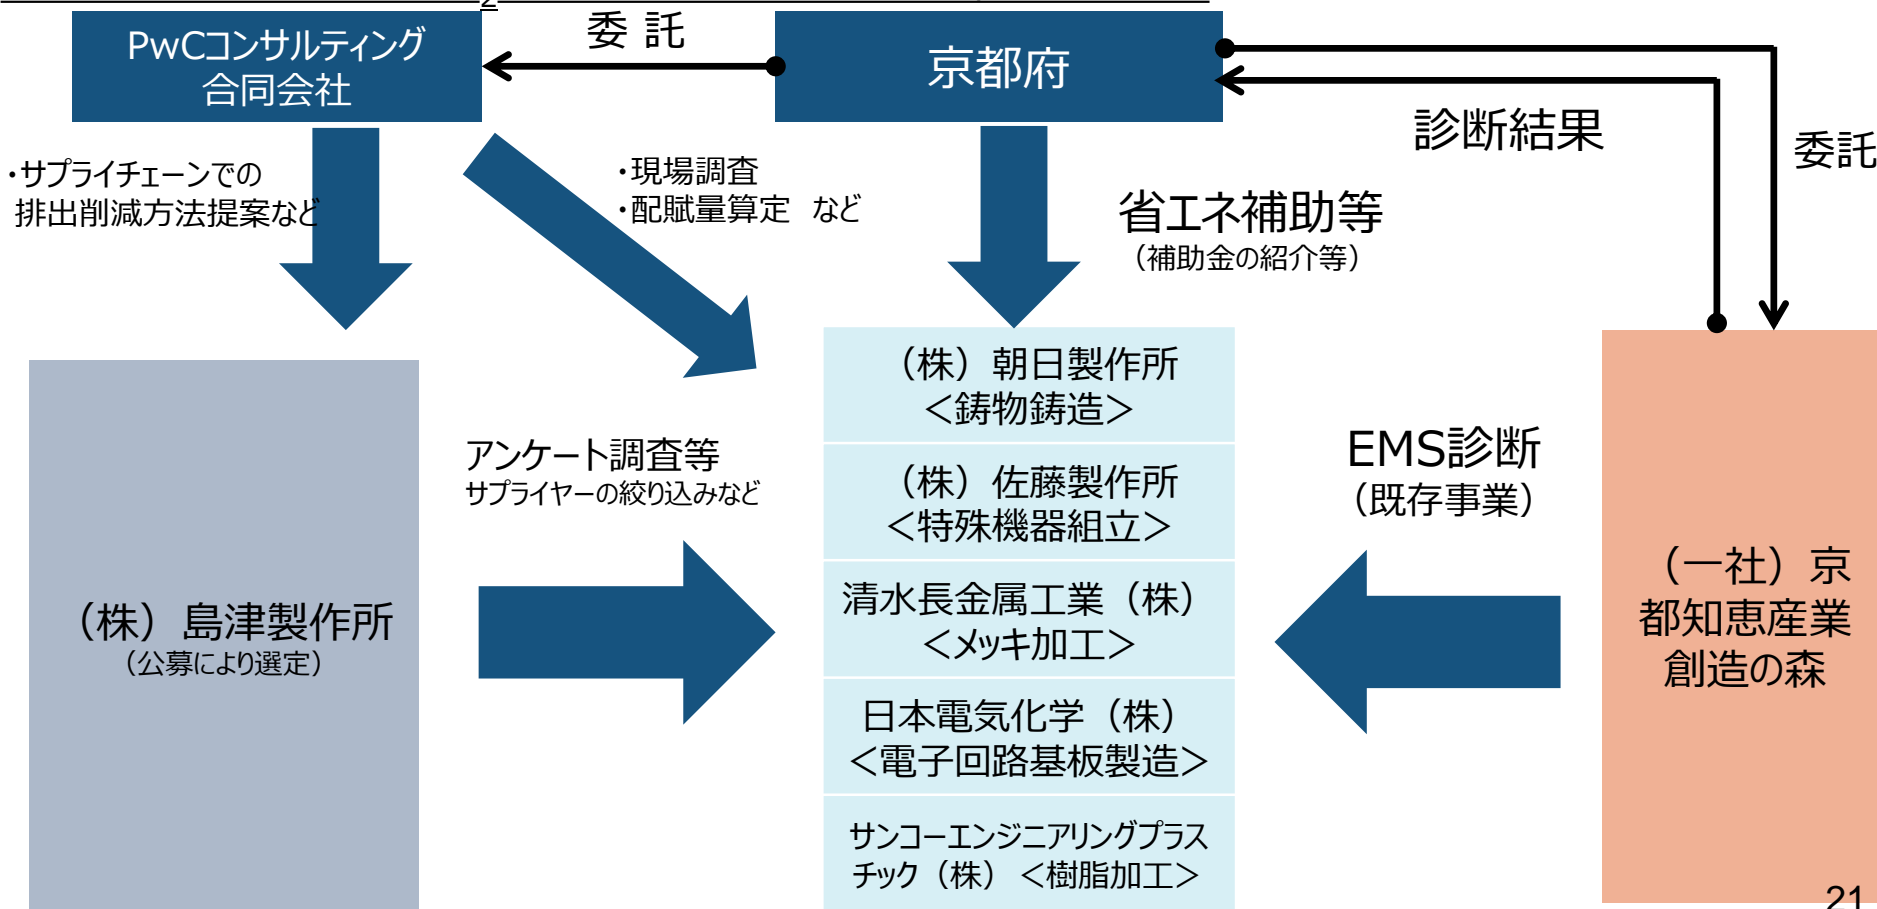 2
PwCコンサルティング
合同会社
委 託
京都府
診断結果
委託
・サプライチェーンでの
排出削減方法提案など
・現場調査
・配賦量算定 など
省エネ補助等
（補助金の紹介等）
（株）島津製作所
（公募により選定）
アンケート調査等
サプライヤーの絞り込みなど
（株）朝日製作所
＜鋳物鋳造＞
（株）佐藤製作所
＜特殊機器組立＞
清水長金属工業（株）
＜メッキ加工＞
日本電気化学（株）
＜電子回路基板製造＞
サンコーエンジニアリングプラス
チック（株）＜樹脂加工＞
EMS診断
（既存事業）
（一社）京
都知恵産業
創造の森
21